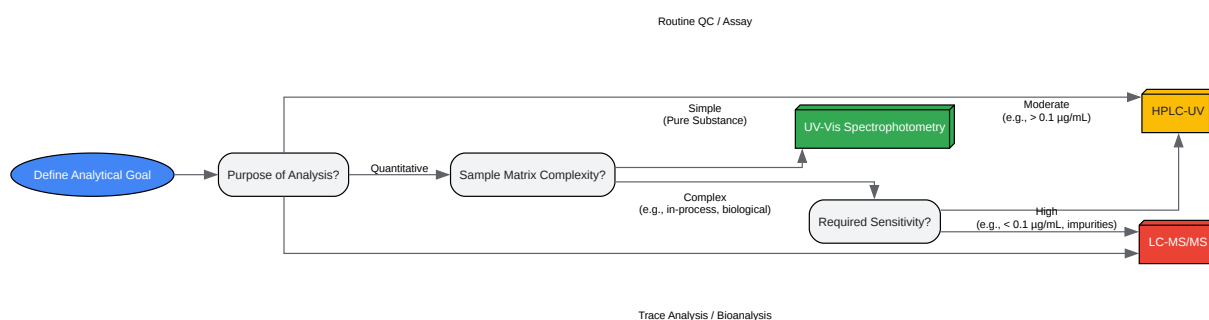 Routine QC / Assay
Define Analytical Goal
Purpose of Analysis?
Quantitative
Sample Matrix Complexity?
Simple
(Pure Substance)
UV-Vis Spectrophotometry
Complex
(e.g., in-process, biological)
Required Sensitivity?
Moderate
(e.g., > 0.1 µg/mL)
HPLC-UV
High
(e.g., < 0.1 µg/mL, impurities)
LC-MS/MS
Trace Analysis / Bioanalysis